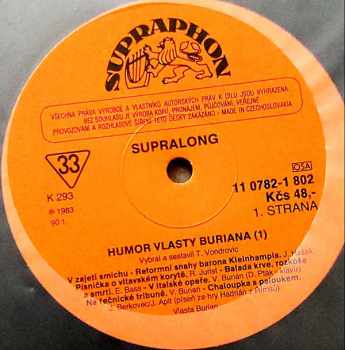 SUPRAPHON
VŠECHNA PRÁVA VÝROBCE A VLASTNÍKŮ AUTORSKÝCH PRÁV K DÍLU JSOU VYHRAZENA.
BEZ SOUHLASU JE VÝROBA KOPIÍ, PRONÁJEM, PŮJČOVÁNÍ, VEŘEJNÉ
PROVOZOVÁNÍ A ROZHLASOVÉ ŠÍŘENÍ TÉTO DESKY ZAKÁZÁNO - MADE IN CZECHOSLOVAKIA
SUPRALONG
33
OSA
K 293
11 0782-1 802
Kčs 48,-
℗ 1983
90 1.
1. STRANA
HUMOR VLASTY BURIANA (1)
Vybral a sestavil T. Vondrovic
V zajetí smíchu - Reformní snahy barona Kleinhampla. J. Hašek
Písnička o vltavském korytě. R. Jurist - Balada krve, rozkoše
a smrti. E. Bass - V italské opeře. V. Burian (D. Pták - klavír)
Na řečnické tribuně. V. Burian - Chaloupka s paloukem.
J. Berkovec/J. Aplt (písně ze hry Hadrián z Římsů)
Vlasta Burian